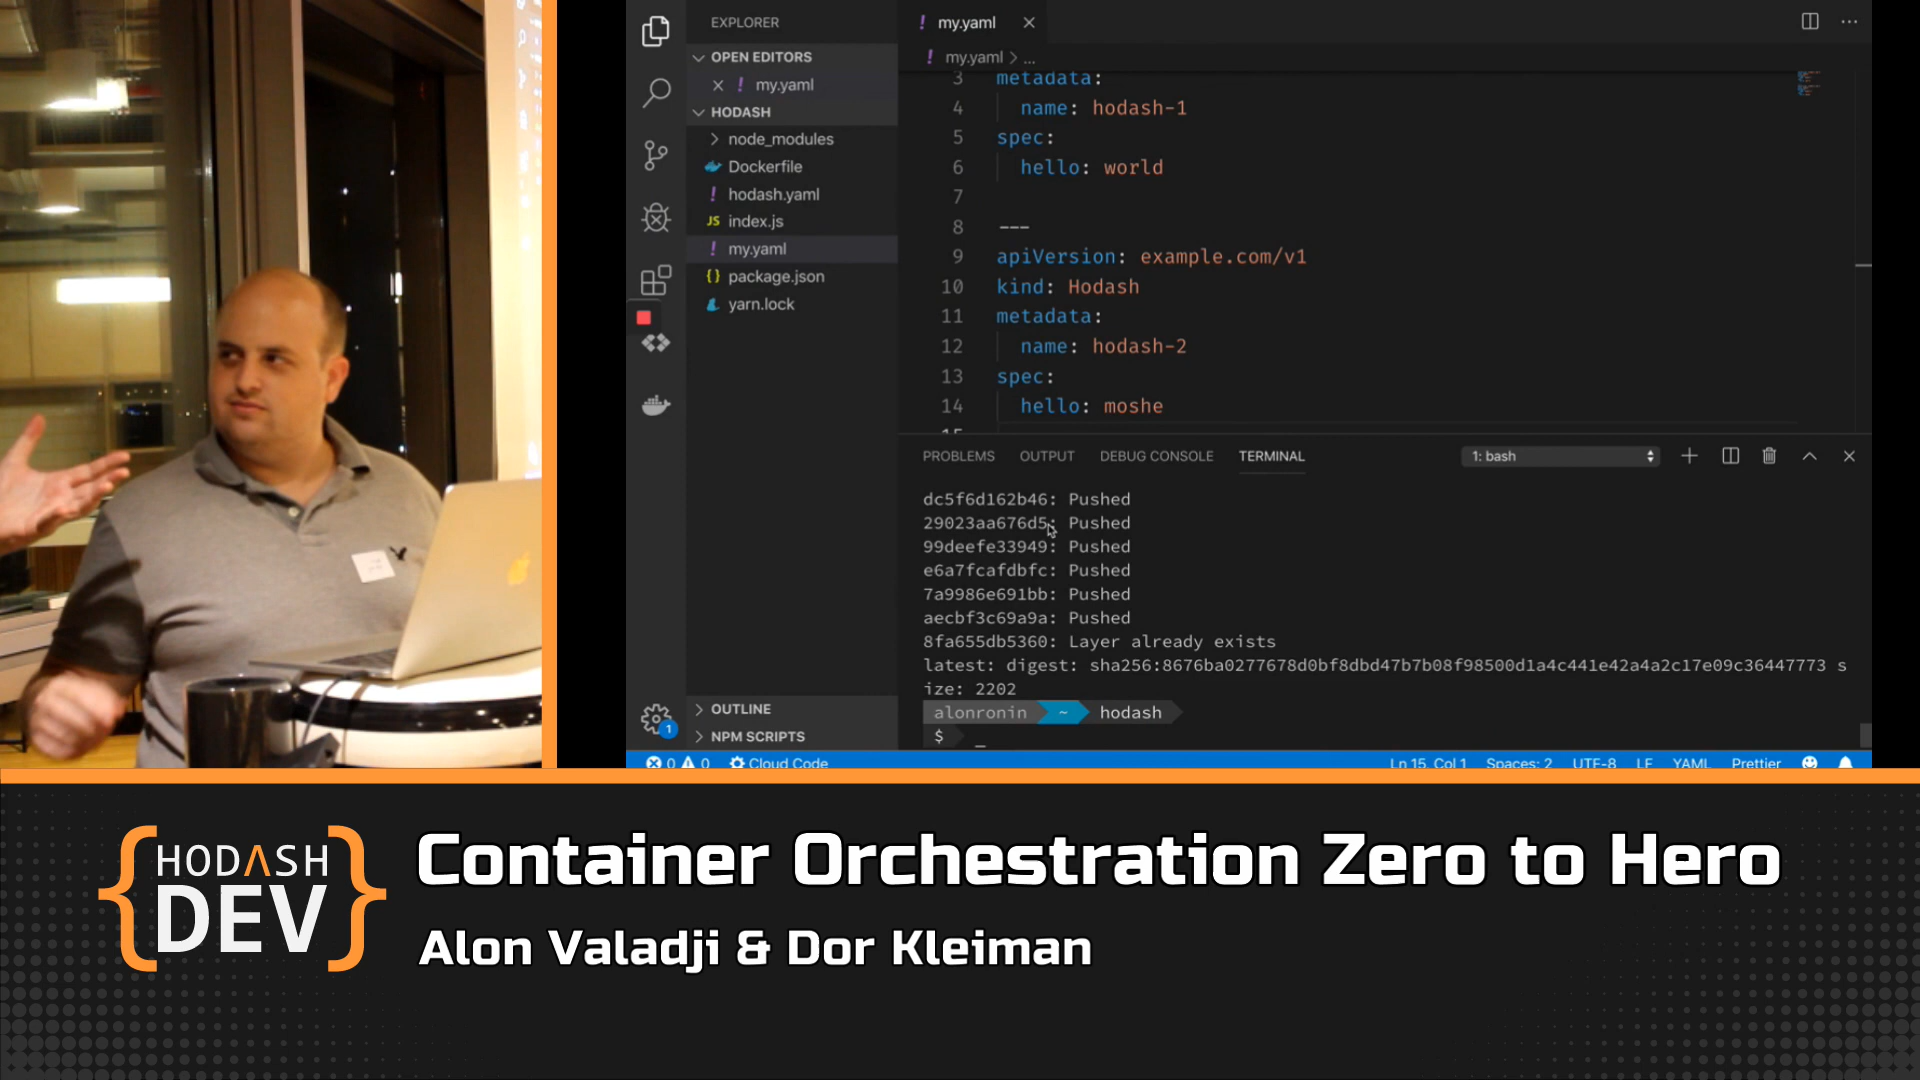 EXPLORER
OPEN EDITORS
× ! my.yaml
HODASH
node_modules
Dockerfile
! hodash.yaml
JS index.js
! my.yaml
{} package.json
yarn.lock
OUTLINE
NPM SCRIPTS
1
! my.yaml ×
! my.yaml > ...
3 metadata:
4 name: hodash-1
5 spec:
6 hello: world
7
8 ---
9 apiVersion: example.com/v1
10 kind: Hodash
11 metadata:
12 name: hodash-2
13 spec:
14 hello: moshe
15
PROBLEMS OUTPUT DEBUG CONSOLE TERMINAL 1: bash
dc5f6d162b46: Pushed
29023aa676d5: Pushed
99deefe33949: Pushed
e6a7fcafdbfc: Pushed
7a9986e691bb: Pushed
aecbf3c69a9a: Pushed
8fa655db5360: Layer already exists
latest: digest: sha256:8676ba0277678d0bf8dbd47b7b08f98500d1a4c441e42a4a2c17e09c36447773 s
ize: 2202
alonronin ~ hodash
$ _
0 0 Cloud Code Ln 15, Col 1 Spaces: 2 UTF-8 LF YAML Prettier
{HODASH
DEV}
Container Orchestration Zero to Hero
Alon Valadji & Dor Kleiman